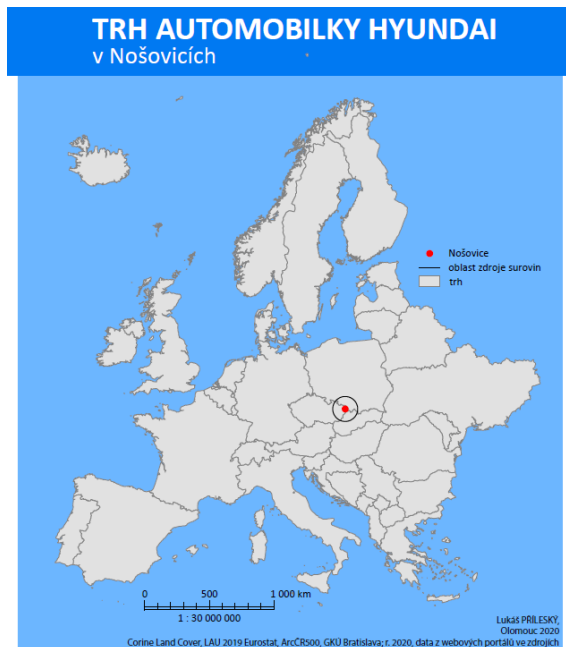 TRH AUTOMOBILKY HYUNDAI
v Nošovicích
Nošovice
oblast zdroje surovin
trh
0 500 1 000 km
1 : 30 000 000
Lukáš PŘÍLESKÝ,
Olomouc 2020
Corine Land Cover, LAU 2019 Eurostat, ArcČR500, GKÚ Bratislava; r. 2020, data z webových portálů ve zdrojích